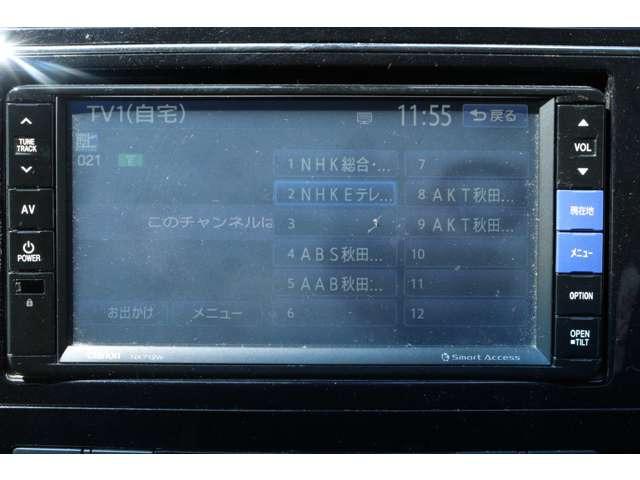 TV1(自宅)
11:55
戻る
021
1 NHK総合・...
7
2 NHKEテレ...
8 AKT秋田...
このチャンネルは
3
9 AKT秋田...
4 ABS秋田...
10
5 AAB秋田...
11
お出かけ
メニュー
6
12
clarion NX712W
Smart Access
TUNE
TRACK
AV
POWER
VOL
現在地
メニュー
OPTION
OPEN
TILT